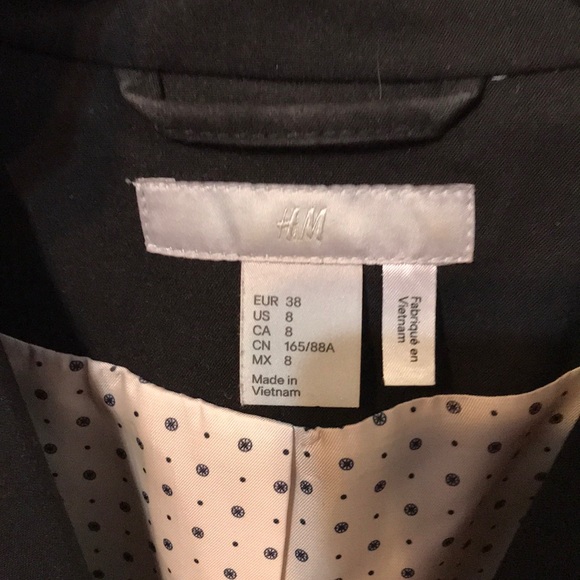 H&M
EUR 38
US 8
CA 8
CN 165/88A
MX 8
Made in
Vietnam
Fabriqué en
Vietnam